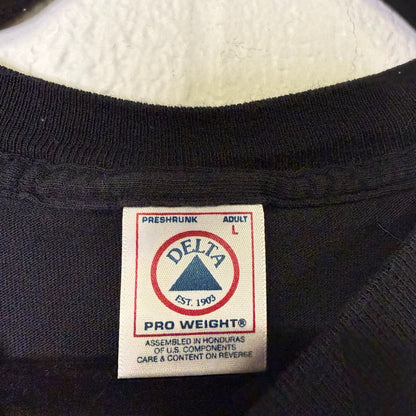 PRESHRUNK ADULT
L
DELTA
EST. 1903
PRO WEIGHT®
ASSEMBLED IN HONDURAS
OF U.S. COMPONENTS
CARE & CONTENT ON REVERSE